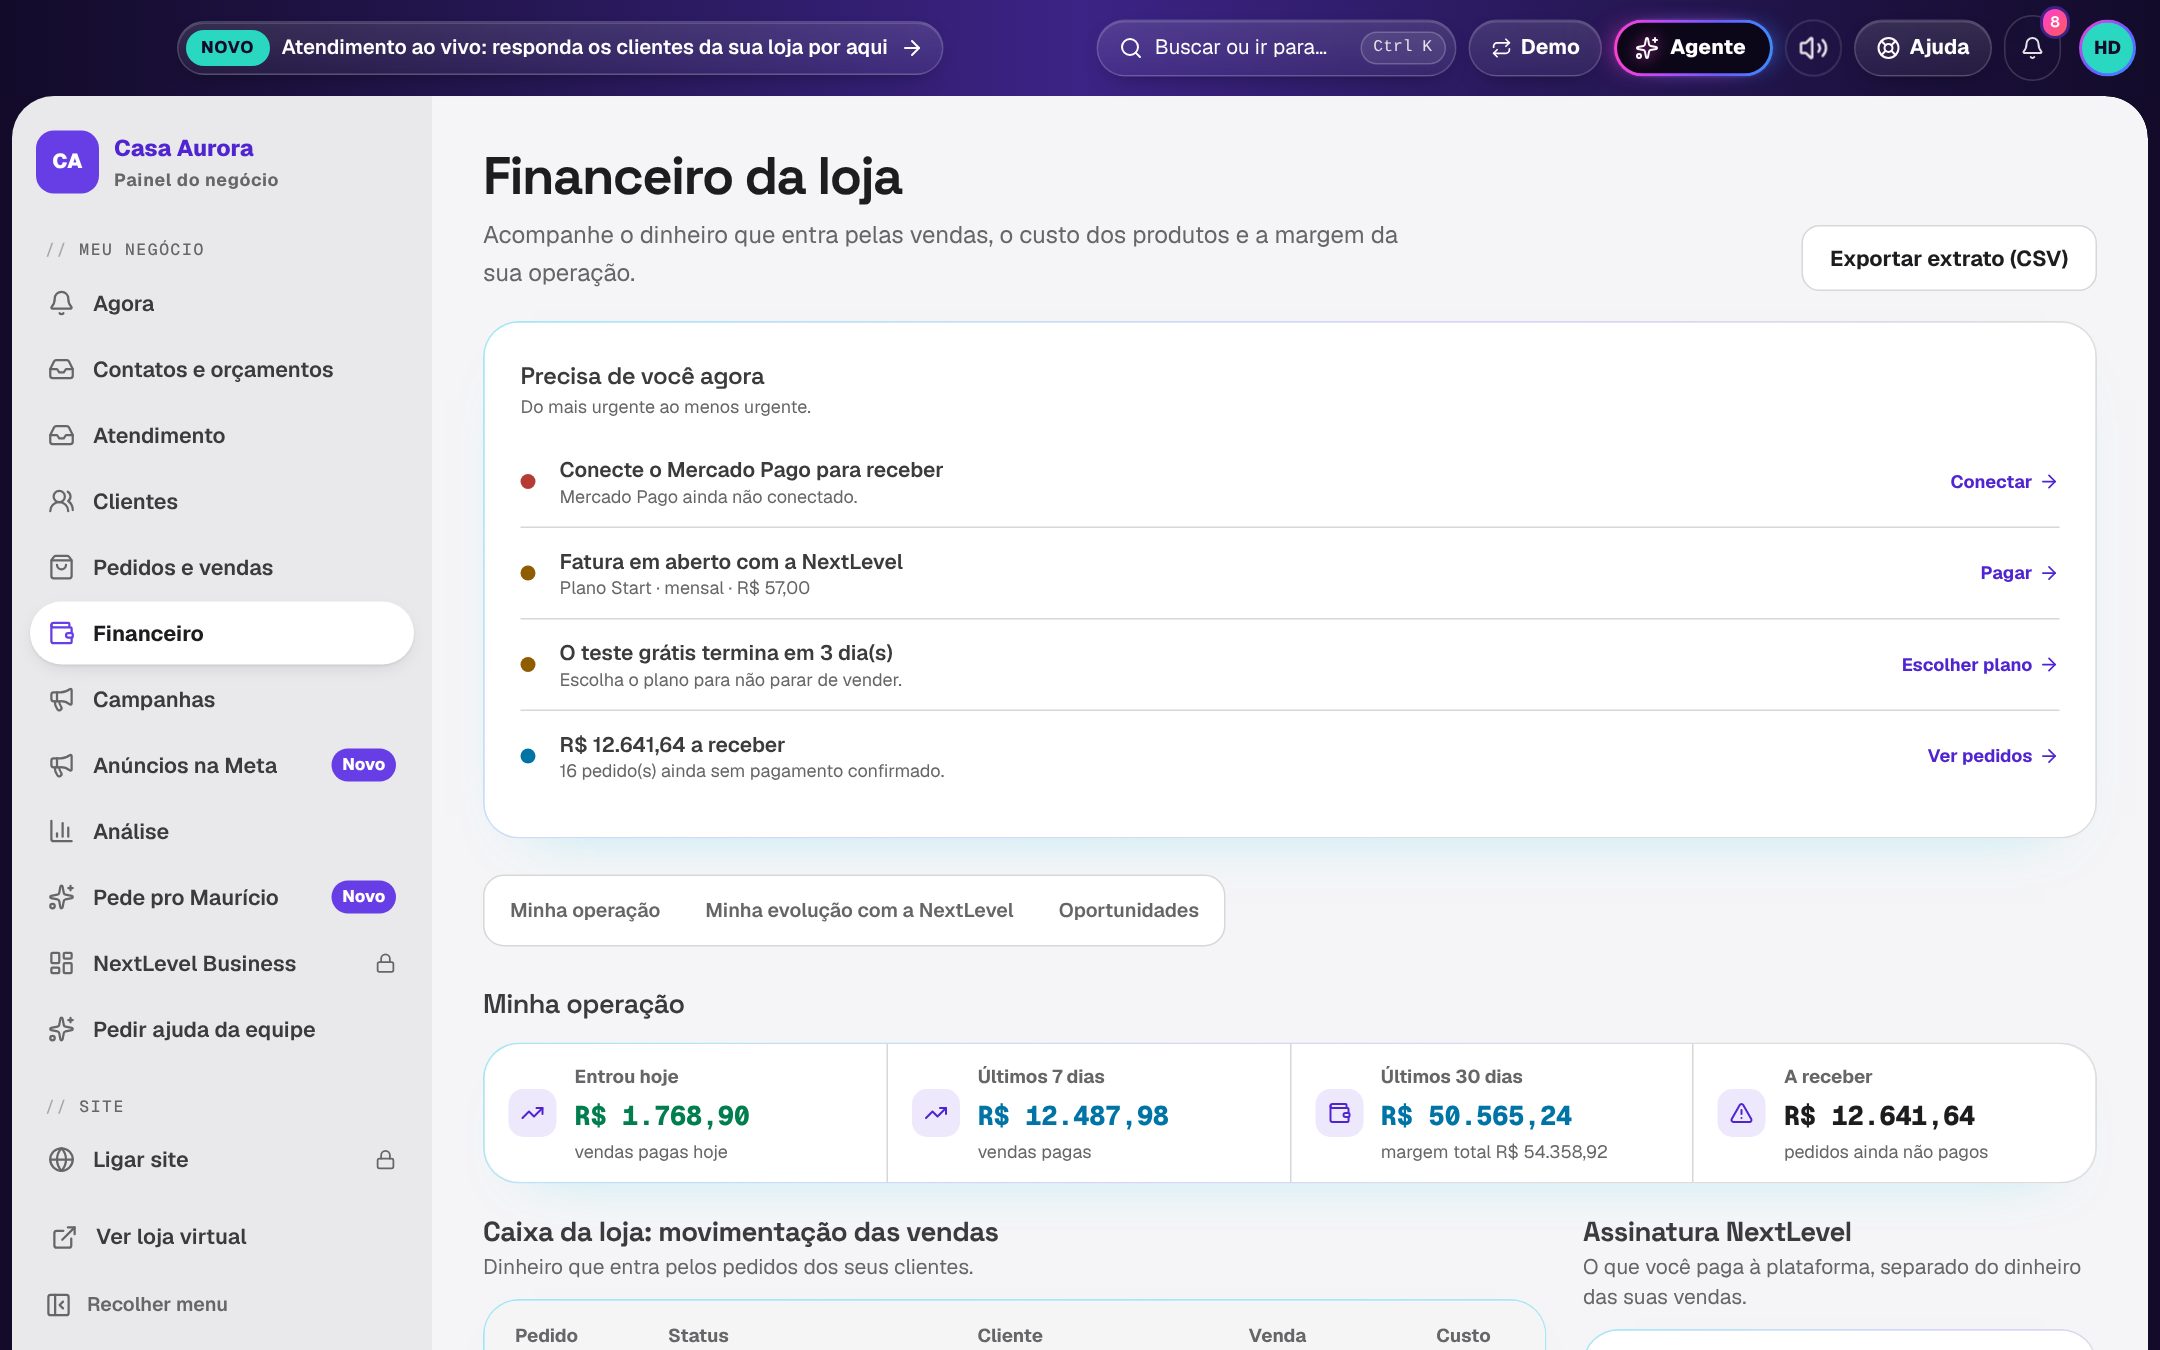 NOVO Atendimento ao vivo: responda os clientes da sua loja por aqui →
Buscar ou ir para... Ctrl K
Demo
Agente
Ajuda
8
HD
CA
Casa Aurora
Painel do negócio
// MEU NEGÓCIO
Agora
Contatos e orçamentos
Atendimento
Clientes
Pedidos e vendas
Financeiro
Campanhas
Anúncios na Meta Novo
Análise
Pede pro Maurício Novo
NextLevel Business
Pedir ajuda da equipe
// SITE
Ligar site
Ver loja virtual
Recolher menu
Financeiro da loja
Acompanhe o dinheiro que entra pelas vendas, o custo dos produtos e a margem da
sua operação.
Exportar extrato (CSV)
Precisa de você agora
Do mais urgente ao menos urgente.
Conecte o Mercado Pago para receber
Mercado Pago ainda não conectado.
Conectar →
Fatura em aberto com a NextLevel
Plano Start · mensal · R$ 57,00
Pagar →
O teste grátis termina em 3 dia(s)
Escolha o plano para não parar de vender.
Escolher plano →
R$ 12.641,64 a receber
16 pedido(s) ainda sem pagamento confirmado.
Ver pedidos →
Minha operação
Minha evolução com a NextLevel
Oportunidades
Minha operação
Entrou hoje
R$ 1.768,90
vendas pagas hoje
Últimos 7 dias
R$ 12.487,98
vendas pagas
Últimos 30 dias
R$ 50.565,24
margem total R$ 54.358,92
A receber
R$ 12.641,64
pedidos ainda não pagos
Caixa da loja: movimentação das vendas
Dinheiro que entra pelos pedidos dos seus clientes.
Pedido Status Cliente Venda Custo
Assinatura NextLevel
O que você paga à plataforma, separado do dinheiro
das suas vendas.